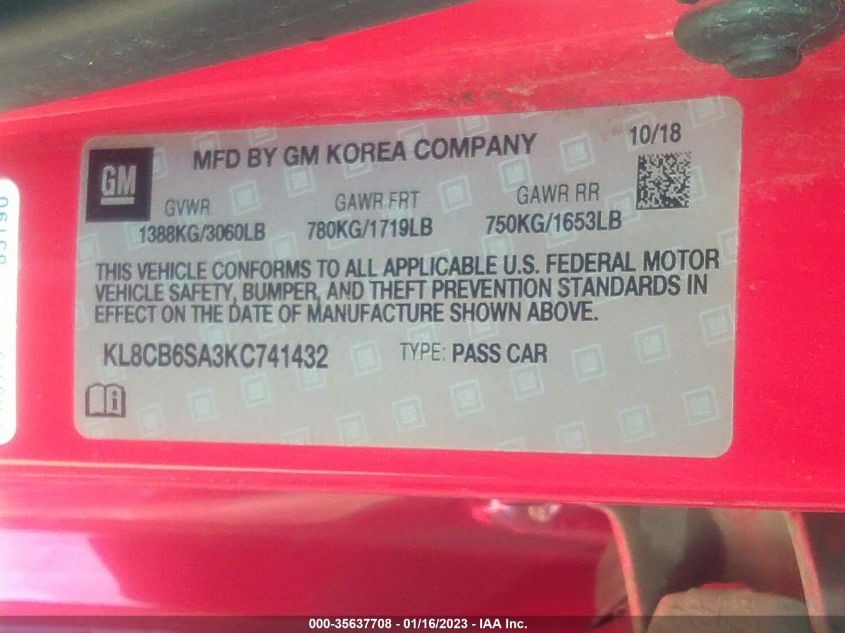 GM
MFD BY GM KOREA COMPANY
10/18
GVWR
GAWR FRT
GAWR RR
1388KG/3060LB
780KG/1719LB
750KG/1653LB
THIS VEHICLE CONFORMS TO ALL APPLICABLE U.S. FEDERAL MOTOR
VEHICLE SAFETY, BUMPER, AND THEFT PREVENTION STANDARDS IN
EFFECT ON THE DATE OF MANUFACTURE SHOWN ABOVE.
KL8CB6SA3KC741432
TYPE: PASS CAR
000-35637708 - 01/16/2023 - IAA Inc.